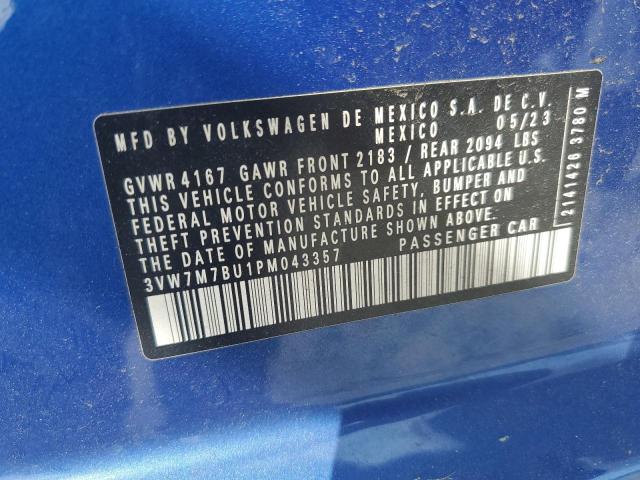 MFD BY VOLKSWAGEN DE MEXICO S.A. DE C.V.
MEXICO 05/23
GVWR 4167 GAWR FRONT 2183 / REAR 2094 LBS
THIS VEHICLE CONFORMS TO ALL APPLICABLE U.S.
FEDERAL MOTOR VEHICLE SAFETY, BUMPER AND
THEFT PREVENTION STANDARDS IN EFFECT ON
THE DATE OF MANUFACTURE SHOWN ABOVE.
3VW7M7BU1PM043357 PASSENGER CAR
2141426 3780 M